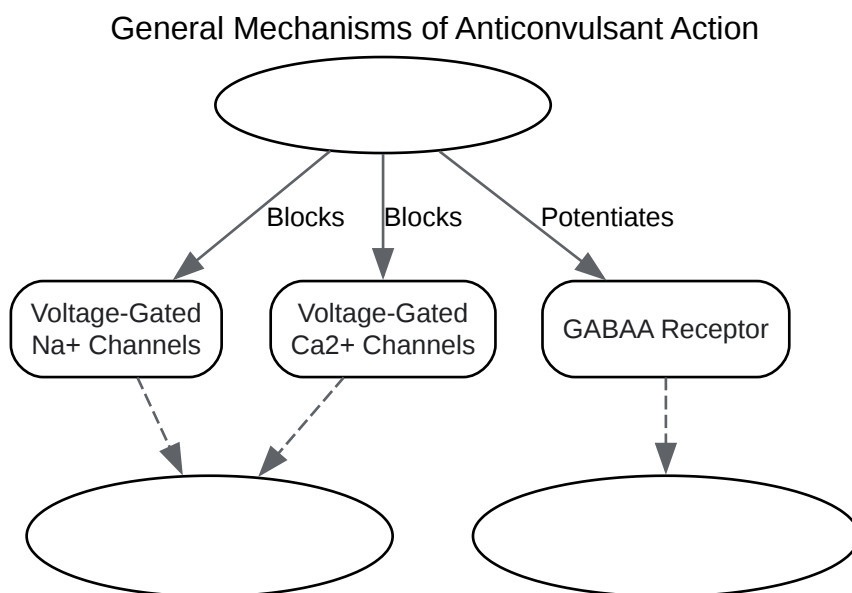 General Mechanisms of Anticonvulsant Action
Blocks
Blocks
Potentiates
Voltage-Gated
Na+ Channels
Voltage-Gated
Ca2+ Channels
GABAA Receptor